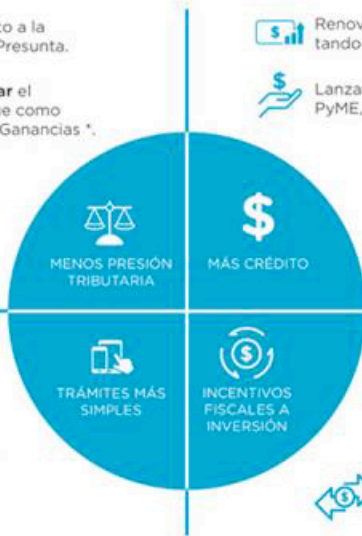 to a la
Presunta.
ar el
ue como
Ganancias *.
Renov
tando
Lanza
PyME,
MENOS PRESIÓN
TRIBUTARIA
MÁS CRÉDITO
TRÁMITES MÁS
SIMPLES
INCENTIVOS
FISCALES A
INVERSIÓN